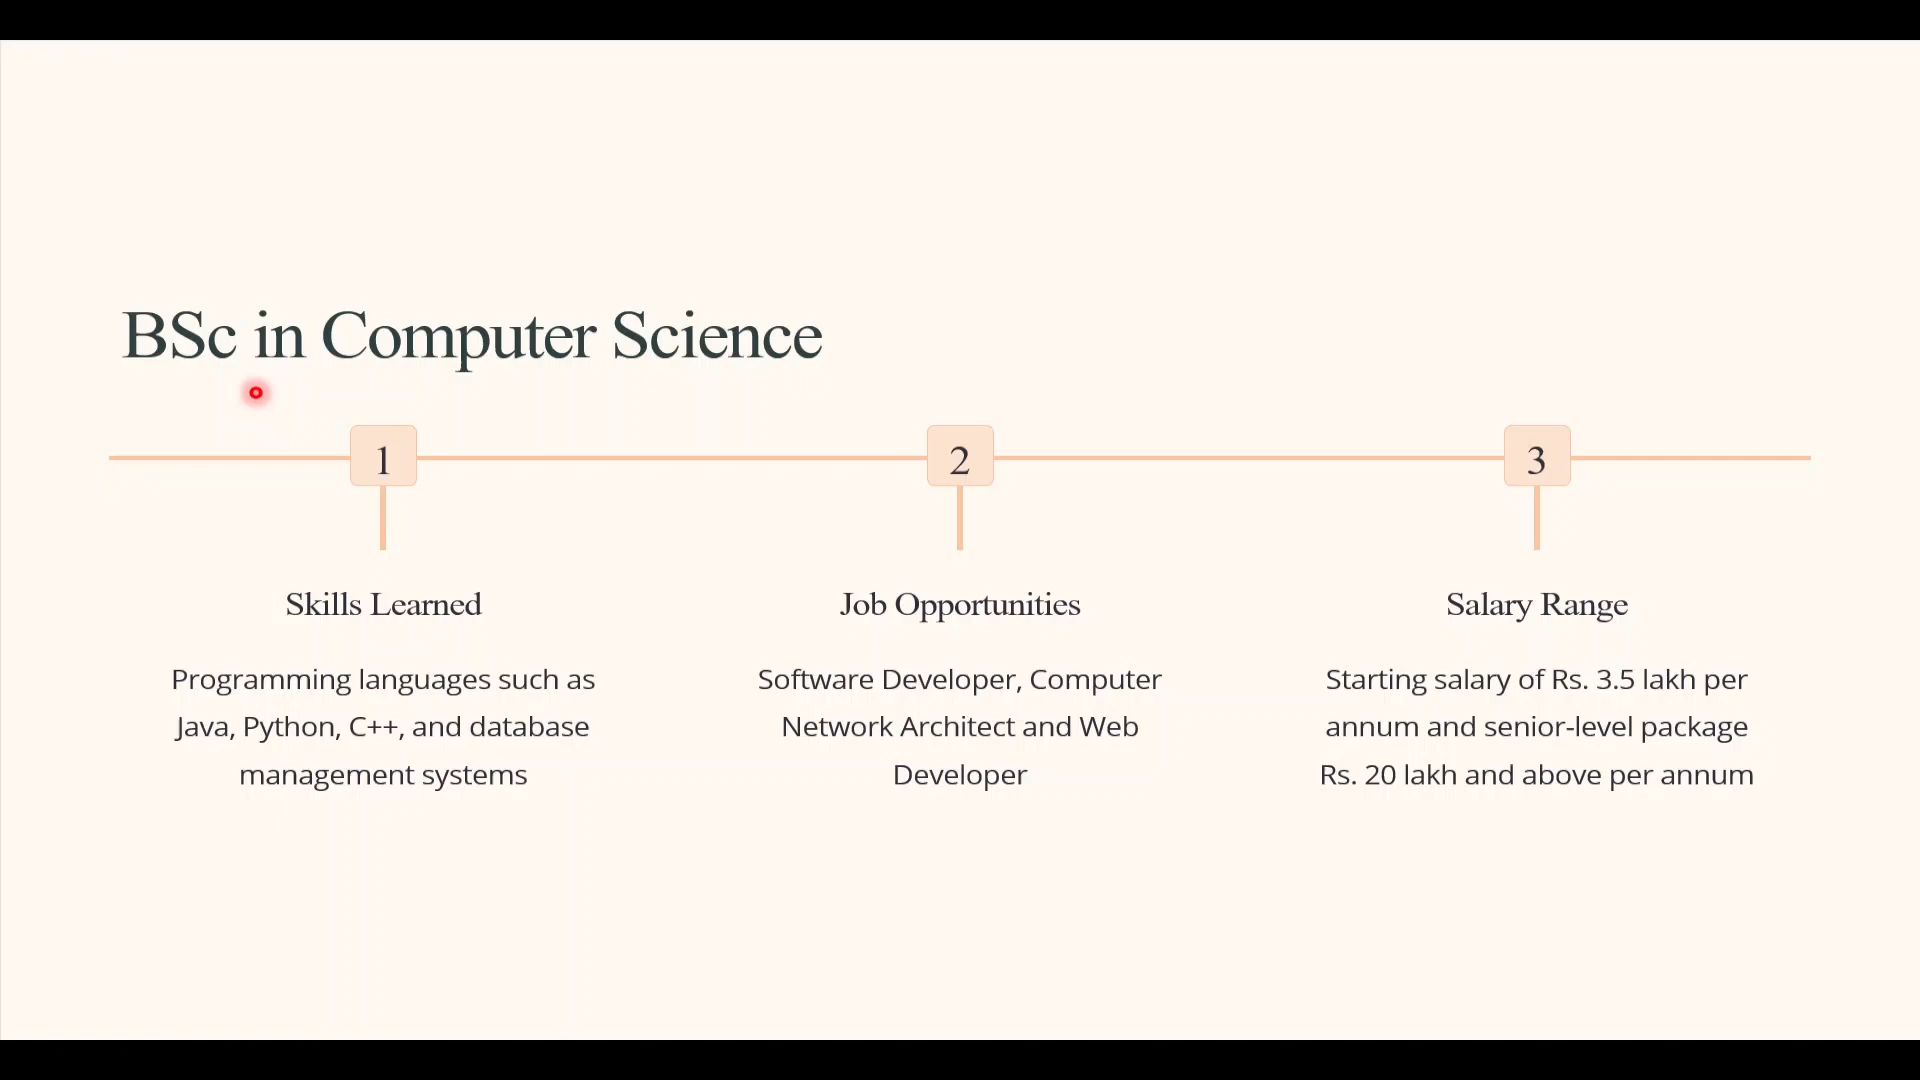 BSc in Computer Science
1
2
3
Skills Learned
Programming languages such as
Java, Python, C++, and database
management systems
Job Opportunities
Software Developer, Computer
Network Architect and Web
Developer
Salary Range
Starting salary of Rs. 3.5 lakh per
annum and senior-level package
Rs. 20 lakh and above per annum